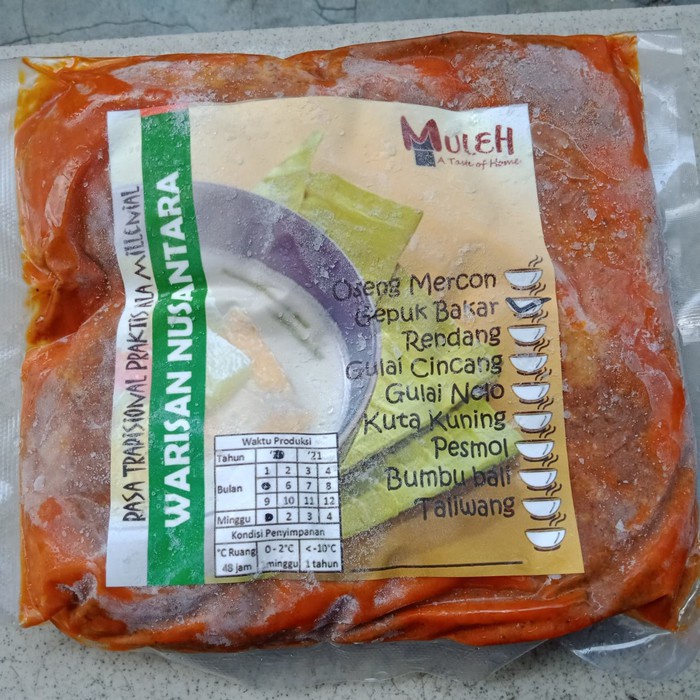 MULEH
A Taste of Home
RASA TRADISIONAL PRAKTIS ALA MILLENIAL
WARISAN NUSANTARA
Oseng Mercon
Gepuk Bakar
Rendang
Gulai Cincang
Gulai Nclo
Kuta Kuning
Pesmol
Bumbu bali
Taliwang
Waktu Produksi
Tahun '21
Bulan
1 2 3 4
6 7 8
9 10 11 12
Minggu 2 3 4
Kondisi Penyimpanan
°C Ruang 0 - 2°C < -10°C
48 jam minggu 1 tahun